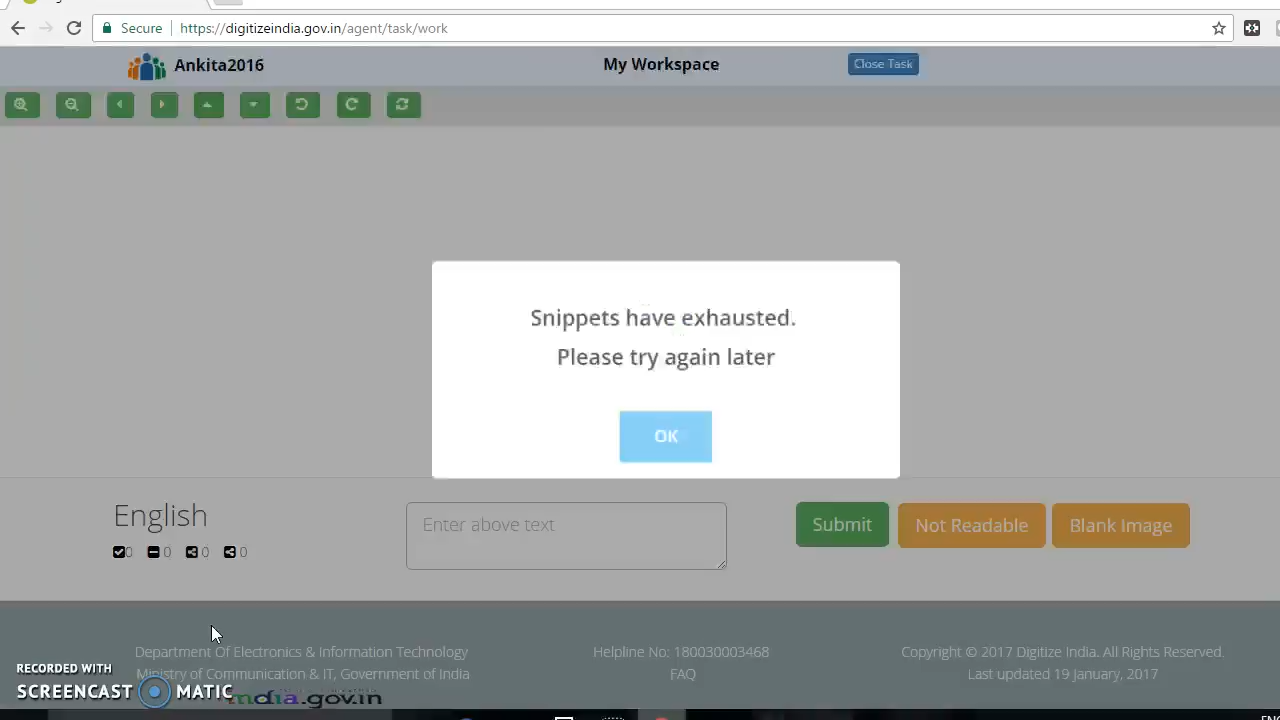 Secure
https://digitizeindia.gov.in/agent/task/work
Ankita2016
My Workspace
Close Task
Snippets have exhausted.
Please try again later
OK
English
0 0 0 0
Enter above text
Submit
Not Readable
Blank Image
Department Of Electronics & Information Technology
Ministry of Communication & IT, Government of India
Helpline No: 180030003468
FAQ
Copyright © 2017 Digitize India. All Rights Reserved.
Last updated 19 January, 2017
RECORDED WITH
SCREENCAST MATIC
india.gov.in